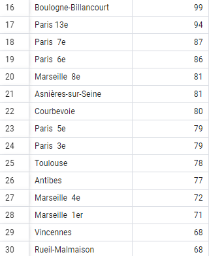 16 Boulogne-Billancourt 99
17 Paris 13e 94
18 Paris 7e 87
19 Paris 6e 86
20 Marseille 8e 81
21 Asnières-sur-Seine 81
22 Courbevoie 80
23 Paris 5e 79
24 Paris 3e 79
25 Toulouse 78
26 Antibes 77
27 Marseille 4e 72
28 Marseille 1er 71
29 Vincennes 68
30 Rueil-Malmaison 68